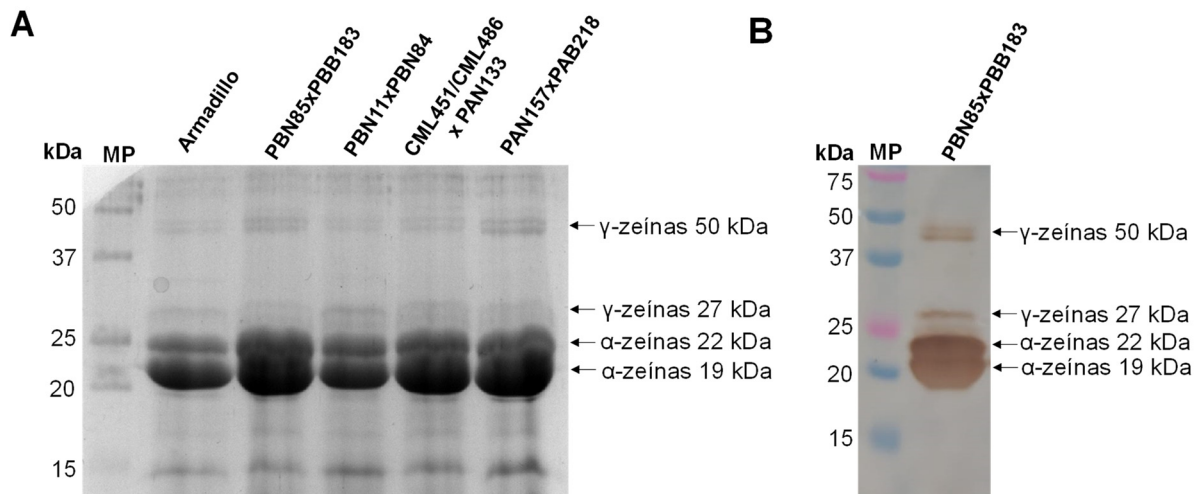 A
Armadillo
PBN85xPBB183
PBN11xPBN84
CML451/CML486
x PAN133
PAN157xPAB218
kDa
MP
50
37
25
20
15
γ-zeínas 50 kDa
γ-zeínas 27 kDa
α-zeínas 22 kDa
α-zeínas 19 kDa
B
PBN85xPBB183
kDa
MP
75
50
37
25
20
15
γ-zeínas 50 kDa
γ-zeínas 27 kDa
α-zeínas 22 kDa
α-zeínas 19 kDa